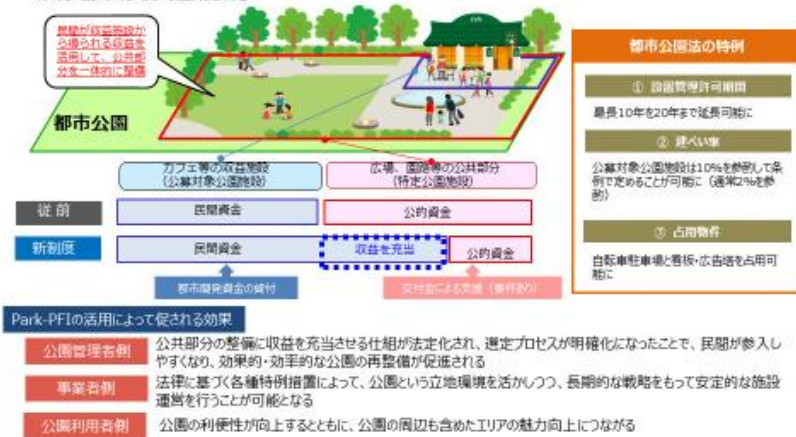 民間が収益施設か
ら得られる収益を
活用して、公共部
分を一体的に整備
都市公園
カフェ等の収益施設
(公募対象公園施設)
広場、園路等の公共部分
(特定公園施設)
従前
民間資金
公的資金
新制度
民間資金
収益を充当
公的資金
都市開発資金の貸付
交付金による支援(要件あり)
都市公園法の特例
① 設置管理許可期間
最長10年を20年まで延長可能に
② 建ぺい率
公募対象公園施設は10%を参酌して条
例で定めることが可能に(通常2%を参
酌)
③ 占用物件
自転車駐車場と看板・広告塔を占用可
能に
Park-PFIの活用によって促される効果
公園管理者側
公共部分の整備に収益を充当させる仕組が法定化され、選定プロセスが明確化になったことで、民間が参入し
やすくなり、効果的・効率的な公園の再整備が促進される
事業者側
法律に基づく各種特例措置によって、公園という立地環境を活かしつつ、長期的な戦略をもって安定的な施設
運営を行うことが可能となる
公園利用者側
公園の利便性が向上するとともに、公園の周辺も含めたエリアの魅力向上につながる